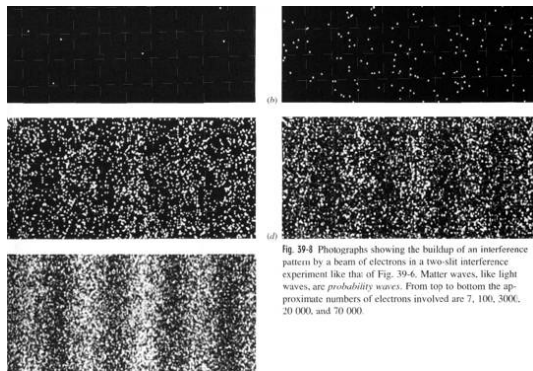 (b)
(d)
Fig. 39-8 Photographs showing the buildup of an interference
pattern by a beam of electrons in a two-slit interference
experiment like that of Fig. 39-6. Matter waves, like light
waves, are probability waves. From top to bottom the ap-
proximate numbers of electrons involved are 7, 100, 3000,
20 000, and 70 000.